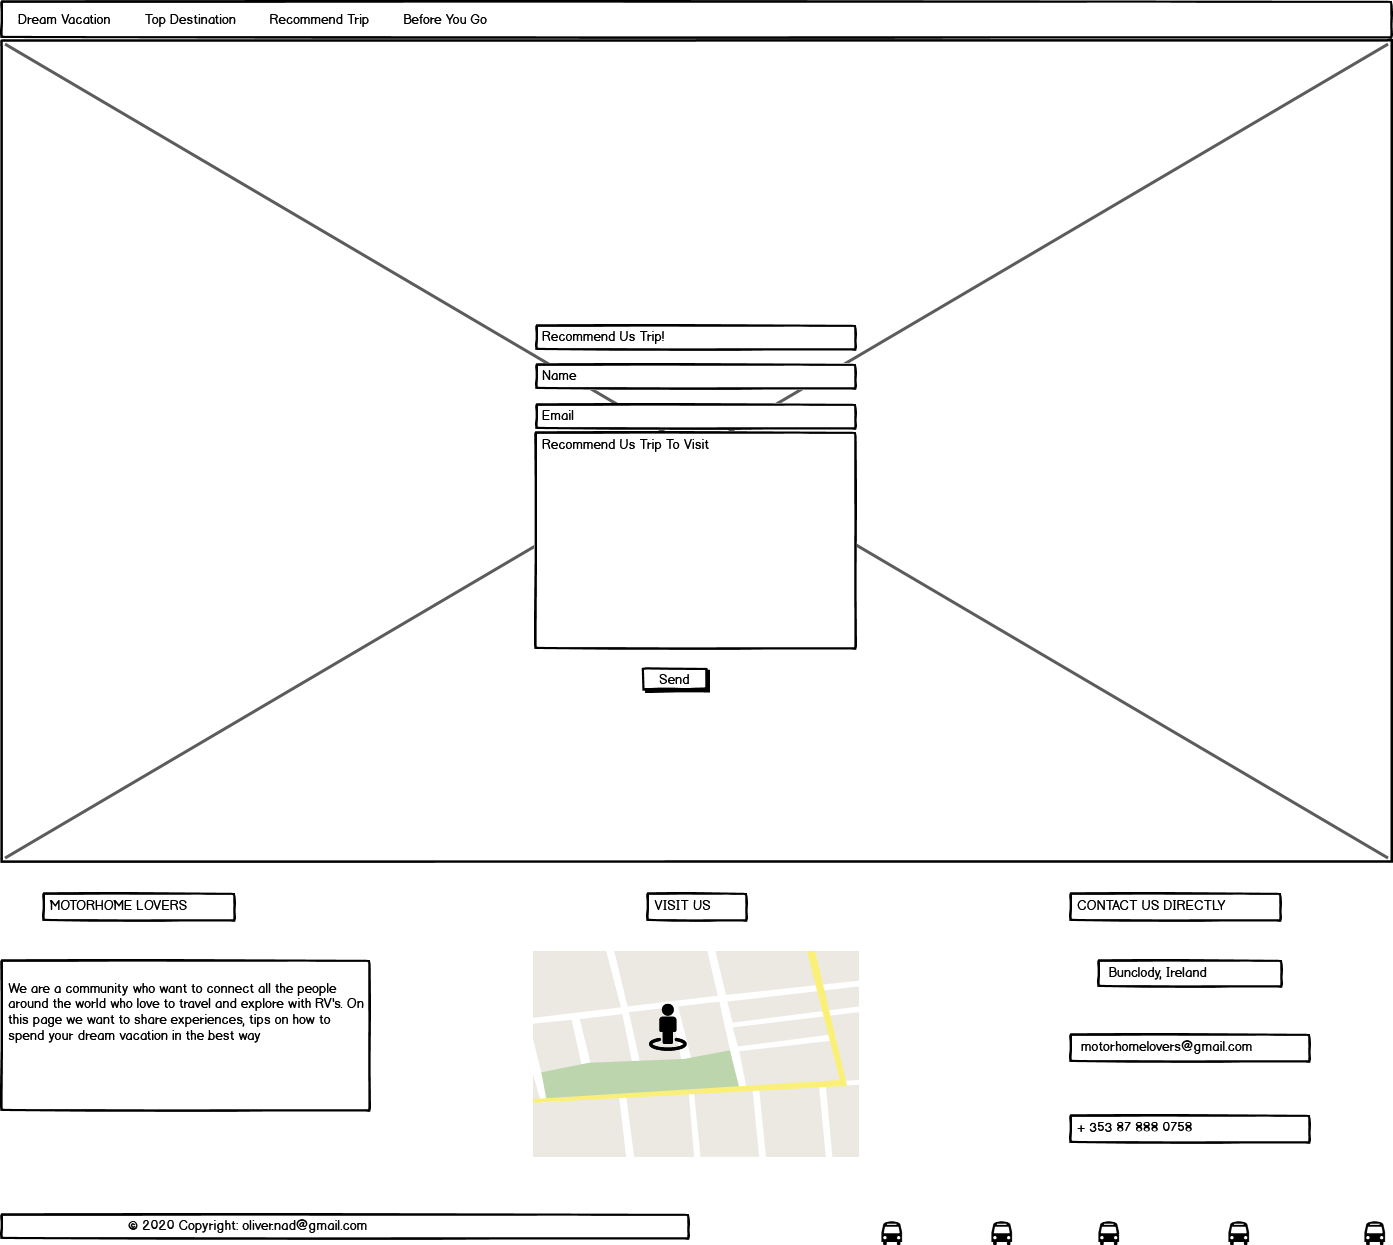 Dream Vacation Top Destination Recommend Trip Before You Go
Recommend Us Trip!
Name
Email
Recommend Us Trip To Visit
Send
MOTORHOME LOVERS
We are a community who want to connect all the people
around the world who love to travel and explore with RV's. On
this page we want to share experiences, tips on how to
spend your dream vacation in the best way
VISIT US
CONTACT US DIRECTLY
Bunclody, Ireland
motorhomelovers@gmail.com
+ 353 87 888 0758
© 2020 Copyright: oliver.nad@gmail.com